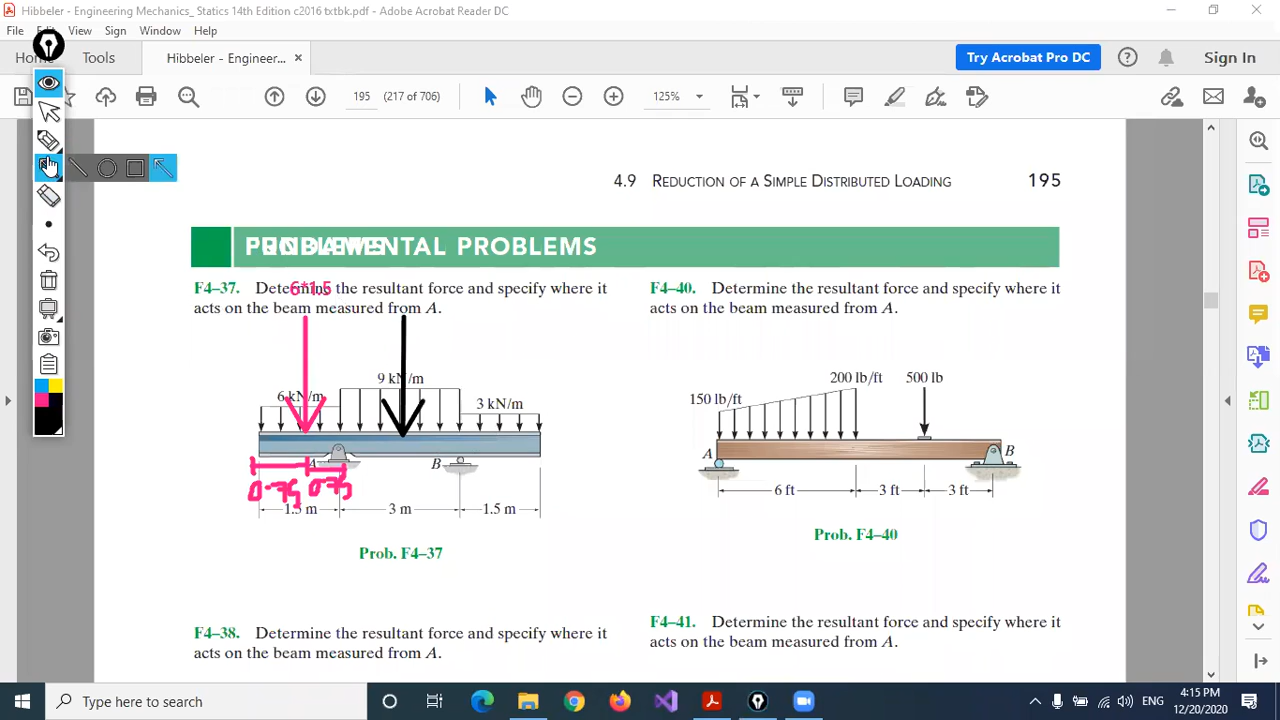 Hibbeler - Engineering Mechanics_ Statics 14th Edition c2016 txtbk.pdf - Adobe Acrobat Reader DC
File Edit View Sign Window Help
Home Tools Hibbeler - Engineer... Try Acrobat Pro DC Sign In
195 (217 of 706) 125%
4.9 REDUCTION OF A SIMPLE DISTRIBUTED LOADING 195
FUNDAMENTAL PROBLEMS
F4–37. Determine the resultant force and specify where it
acts on the beam measured from A.
6*1.5
9 kN/m
6 kN/m
3 kN/m
A B
0.75 0.75
1.5 m 3 m 1.5 m
Prob. F4–37
F4–38. Determine the resultant force and specify where it
acts on the beam measured from A.
F4–40. Determine the resultant force and specify where it
acts on the beam measured from A.
200 lb/ft 500 lb
150 lb/ft
A B
6 ft 3 ft 3 ft
Prob. F4–40
F4–41. Determine the resultant force and specify where it
acts on the beam measured from A.
Type here to search
ENG
4:15 PM
12/20/2020